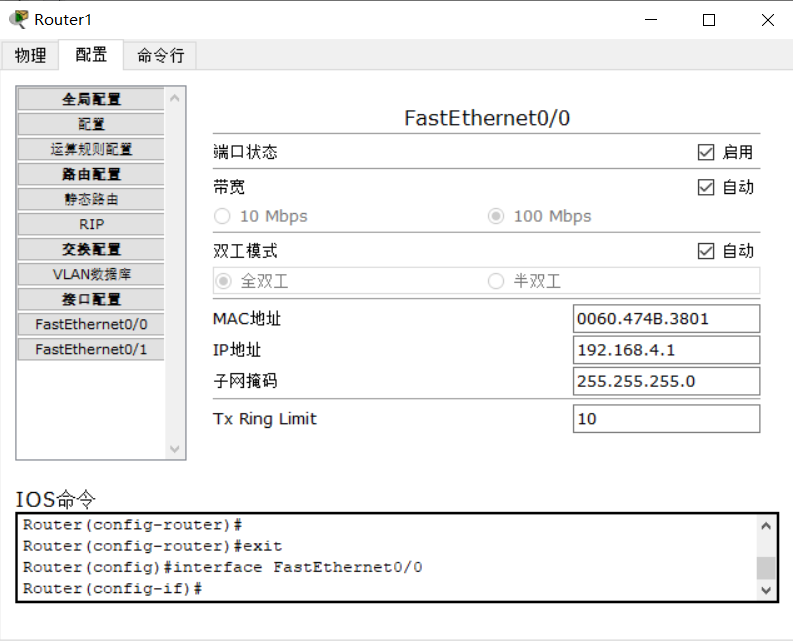 Router1
物理 配置 命令行
全局配置
配置
运算规则配置
路由配置
静态路由
RIP
交换配置
VLAN数据库
接口配置
FastEthernet0/0
FastEthernet0/1
FastEthernet0/0
端口状态 启用
带宽 自动
10 Mbps 100 Mbps
双工模式 自动
全双工 半双工
MAC地址 0060.474B.3801
IP地址 192.168.4.1
子网掩码 255.255.255.0
Tx Ring Limit 10
IOS命令
Router(config-router)#
Router(config-router)#exit
Router(config)#interface FastEthernet0/0
Router(config-if)#